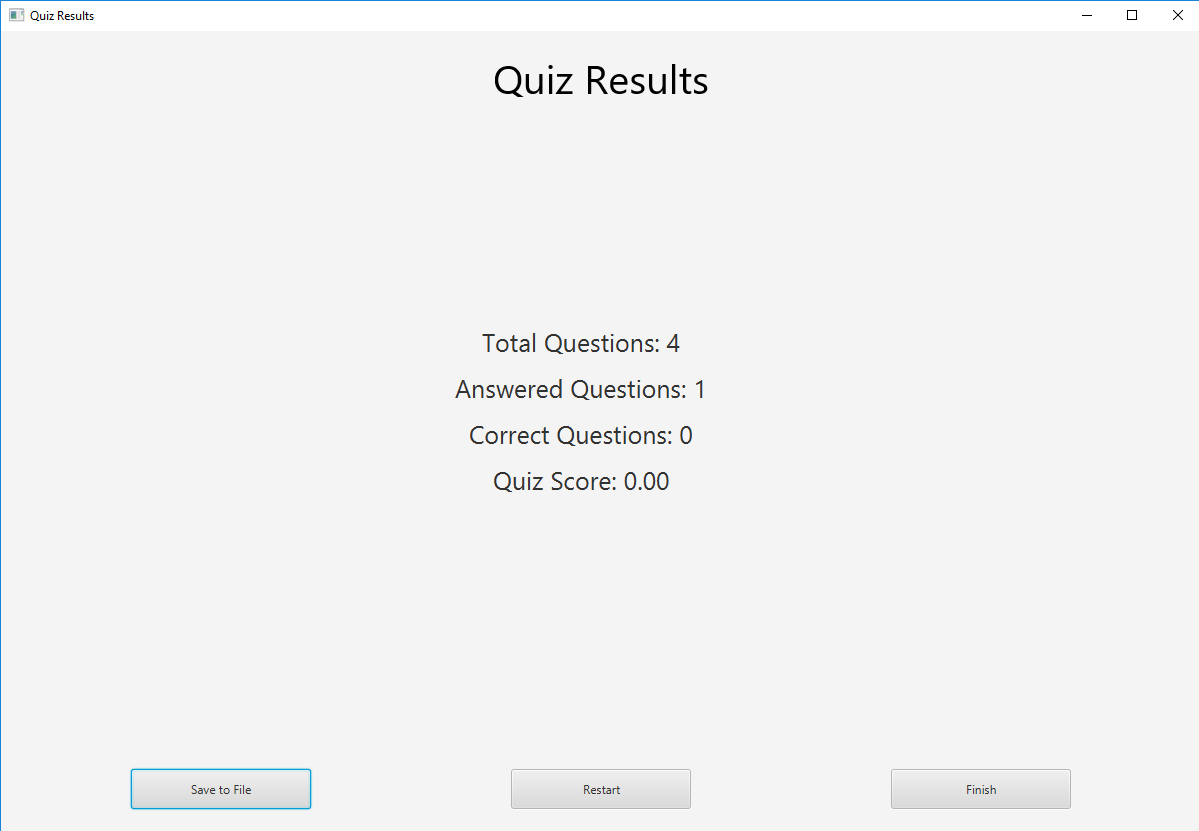 Quiz Results
Quiz Results
Total Questions: 4
Answered Questions: 1
Correct Questions: 0
Quiz Score: 0.00
Save to File
Restart
Finish